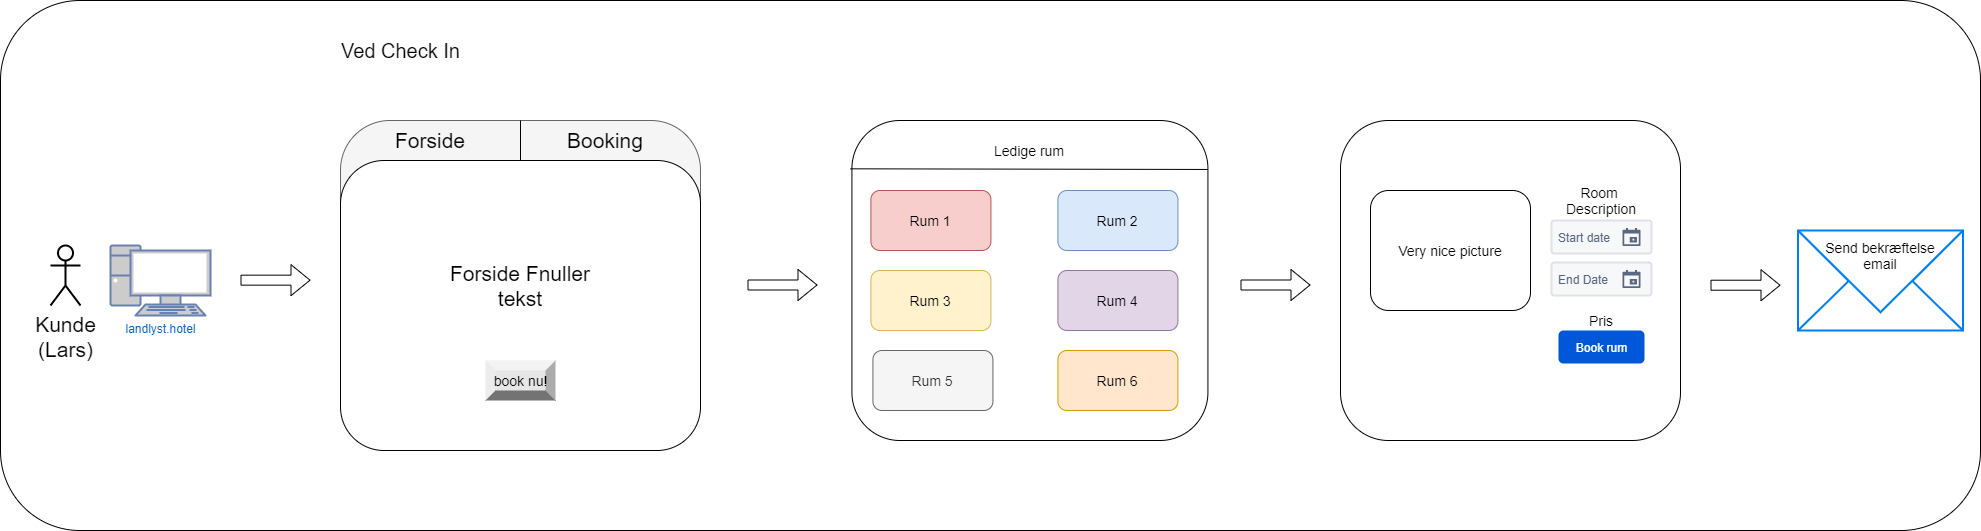 Ved Check In
Kunde
(Lars)
landlyst.hotel
Forside
Booking
Forside Fnuller
tekst
book nu!
Ledige rum
Rum 1
Rum 2
Rum 3
Rum 4
Rum 5
Rum 6
Very nice picture
Room
Description
Start date
End Date
Pris
Book rum
Send bekræftelse
email